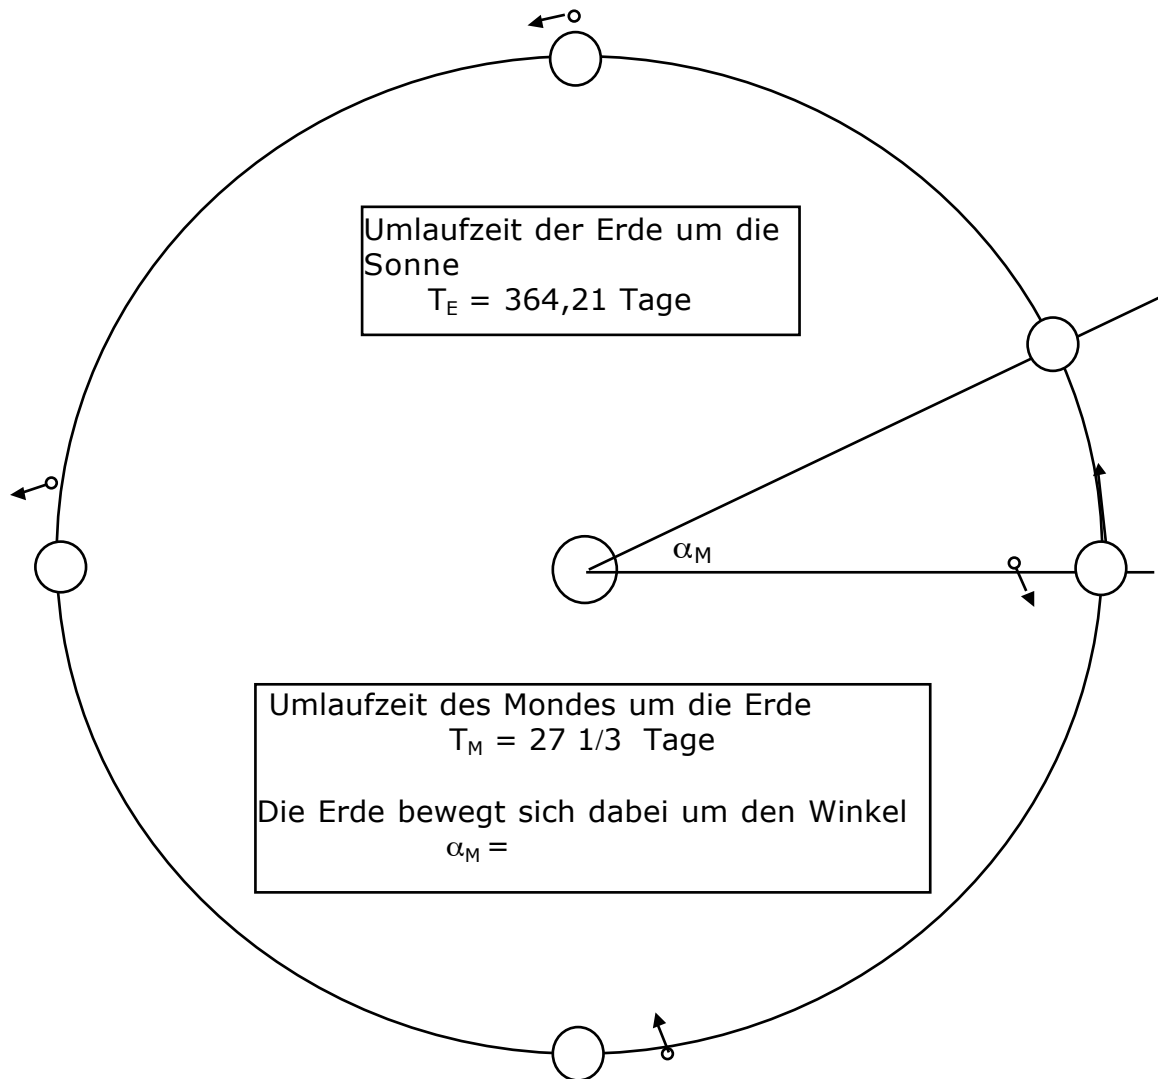 Umlaufzeit der Erde um die
Sonne
T_E = 364,21 Tage
α_M
Umlaufzeit des Mondes um die Erde
T_M = 27 1/3 Tage
Die Erde bewegt sich dabei um den Winkel
α_M =